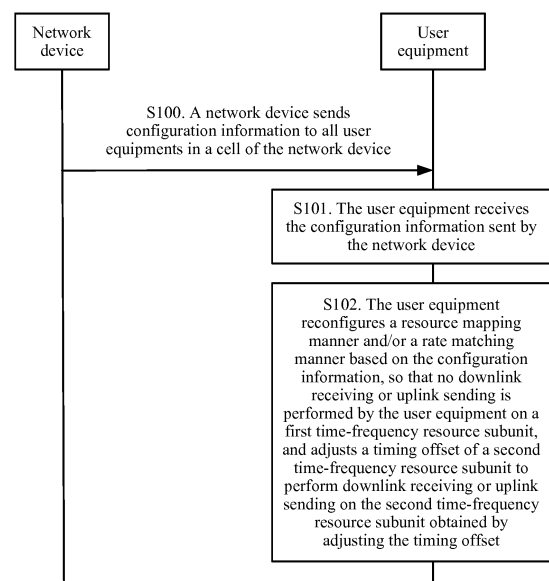 Network
device
User
equipment
S100. A network device sends
configuration information to all user
equipments in a cell of the network device
S101. The user equipment receives
the configuration information sent by
the network device
S102. The user equipment
reconfigures a resource mapping
manner and/or a rate matching
manner based on the configuration
information, so that no downlink
receiving or uplink sending is
performed by the user equipment on a
first time-frequency resource subunit,
and adjusts a timing offset of a second
time-frequency resource subunit to
perform downlink receiving or uplink
sending on the second time-frequency
resource subunit obtained by
adjusting the timing offset